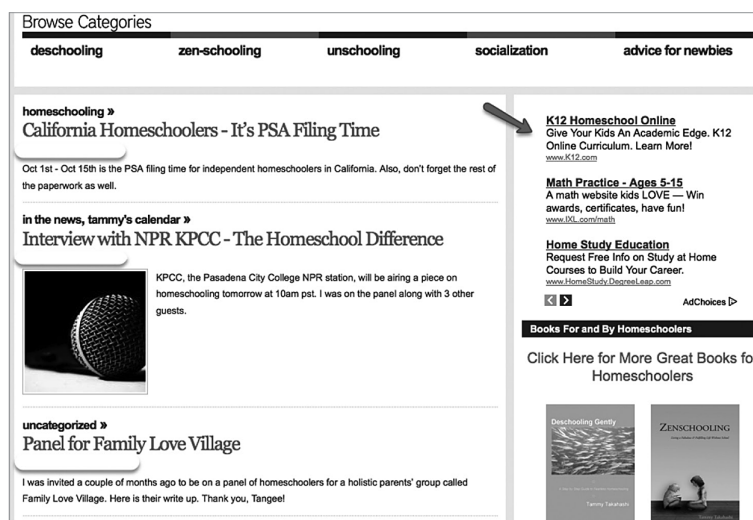 Browse Categories
deschooling zen-schooling unschooling socialization advice for newbies
homeschooling »
California Homeschoolers - It's PSA Filing Time
Oct 1st - Oct 15th is the PSA filing time for independent homeschoolers in California. Also, don't forget the rest of
the paperwork as well.
in the news, tammy's calendar »
Interview with NPR KPCC - The Homeschool Difference
KPCC, the Pasadena City College NPR station, will be airing a piece on
homeschooling tomorrow at 10am pst. I was on the panel along with 3 other
guests.
uncategorized »
Panel for Family Love Village
I was invited a couple of months ago to be on a panel of homeschoolers for a holistic parents' group called
Family Love Village. Here is their write up. Thank you, Tangee!
K12 Homeschool Online
Give Your Kids An Academic Edge. K12
Online Curriculum. Learn More!
www.K12.com
Math Practice - Ages 5-15
A math website kids LOVE — Win
awards, certificates, have fun!
www.IXL.com/math
Home Study Education
Request Free Info on Study at Home
Courses to Build Your Career.
www.HomeStudy.DegreeLeap.com
AdChoices
Books For and By Homeschoolers
Click Here for More Great Books fo
Homeschoolers
Deschooling Gently
Tammy Takahashi
ZENSCHOOLING
Tammy Takahashi